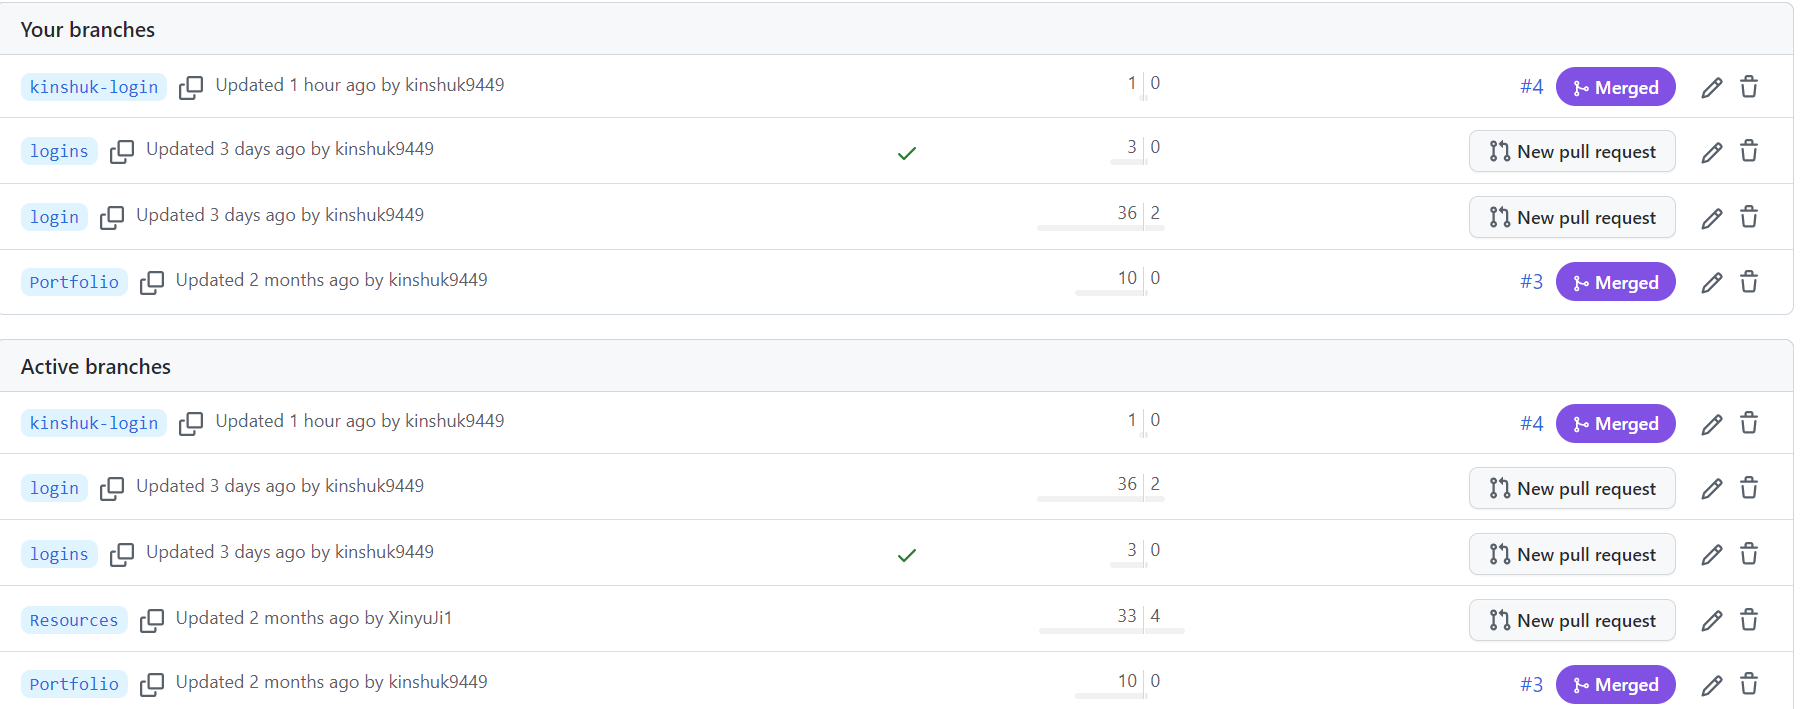 Your branches
kinshuk-login Updated 1 hour ago by kinshuk9449 1 0 #4 Merged
logins Updated 3 days ago by kinshuk9449 3 0 New pull request
login Updated 3 days ago by kinshuk9449 36 2 New pull request
Portfolio Updated 2 months ago by kinshuk9449 10 0 #3 Merged
Active branches
kinshuk-login Updated 1 hour ago by kinshuk9449 1 0 #4 Merged
login Updated 3 days ago by kinshuk9449 36 2 New pull request
logins Updated 3 days ago by kinshuk9449 3 0 New pull request
Resources Updated 2 months ago by XinyuJi1 33 4 New pull request
Portfolio Updated 2 months ago by kinshuk9449 10 0 #3 Merged